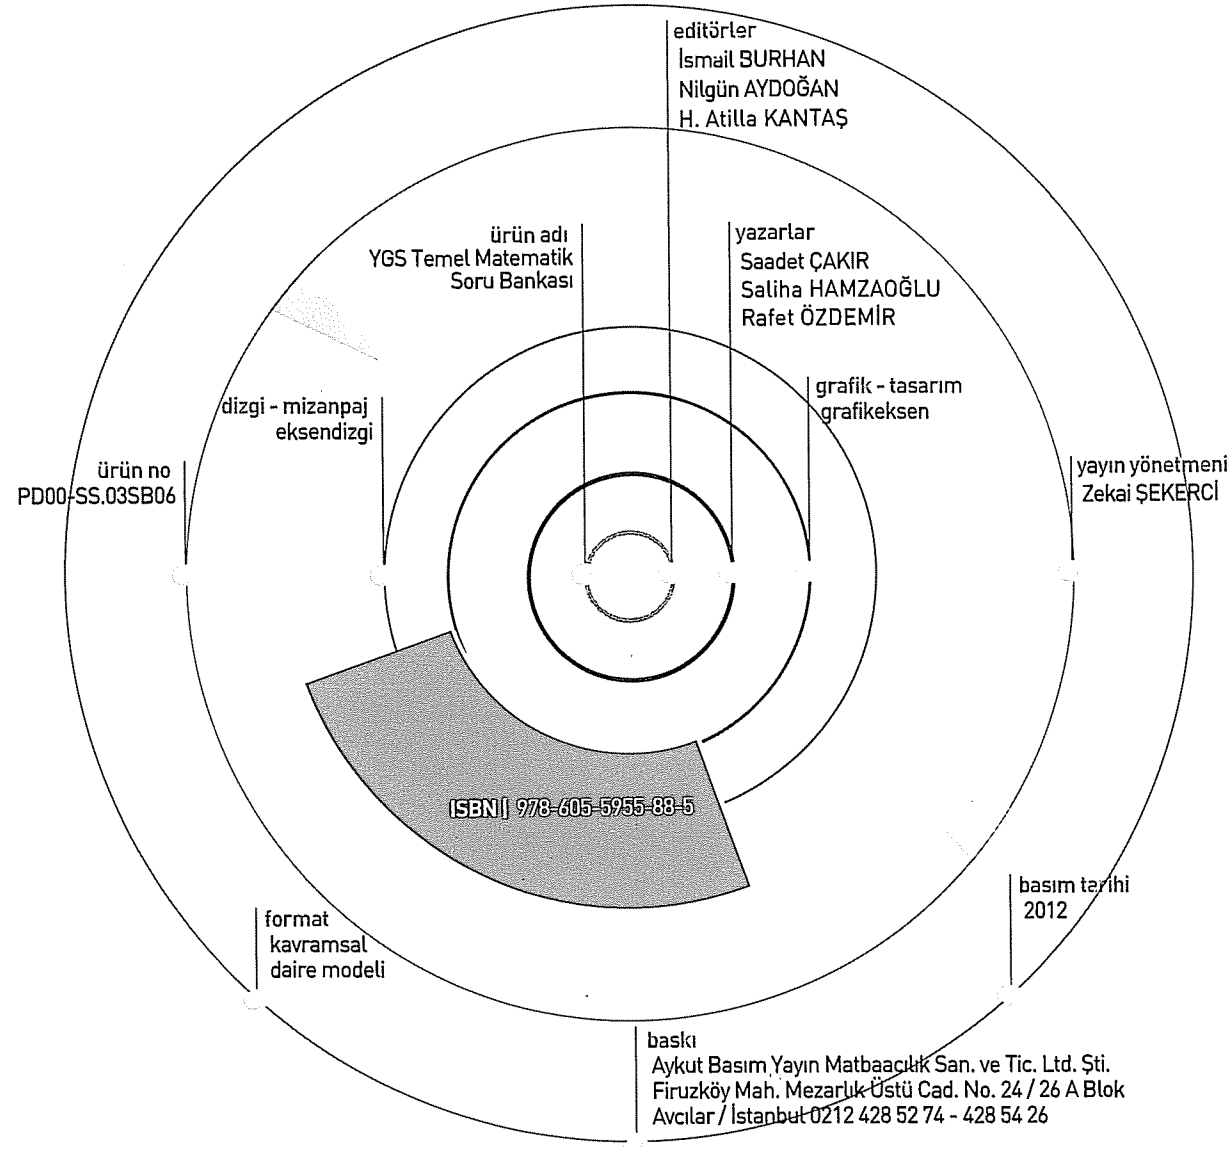 editörler
İsmail BURHAN
Nilgün AYDOĞAN
H. Atilla KANTAŞ
ürün adı
YGS Temel Matematik
Soru Bankası
yazarlar
Saadet ÇAKIR
Saliha HAMZAOĞLU
Rafet ÖZDEMİR
dizgi - mizanpaj
eksendizgi
grafik - tasarım
grafikeksen
ürün no
PD00-SS.03SB06
yayın yönetmeni
Zekai ŞEKERCİ
ISBN | 978-605-5955-88-5
format
kavramsal
daire modeli
basım tarihi
2012
baskı
Aykut Basım Yayın Matbaacılık San. ve Tic. Ltd. Şti.
Firuzköy Mah. Mezarlık Üstü Cad. No. 24 / 26 A Blok
Avcılar / İstanbul 0212 428 52 74 - 428 54 26